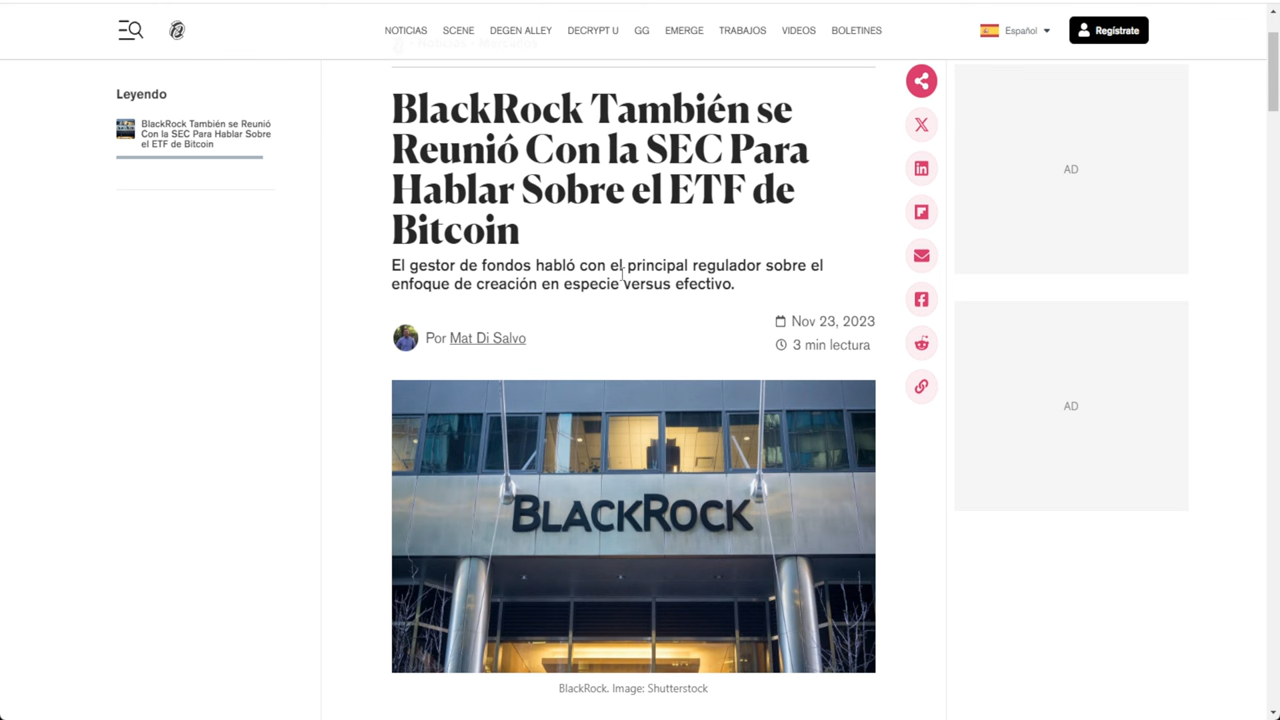 NOTICIAS SCENE DEGEN ALLEY DECRYPT U GG EMERGE TRABAJOS VIDEOS BOLETINES
Español
Regístrate
Leyendo
BlackRock También se Reunió
Con la SEC Para Hablar Sobre
el ETF de Bitcoin
BlackRock También se
Reunió Con la SEC Para
Hablar Sobre el ETF de
Bitcoin
El gestor de fondos habló con el principal regulador sobre el
enfoque de creación en especie versus efectivo.
Por Mat Di Salvo
Nov 23, 2023
3 min lectura
BLACKROCK
BlackRock. Image: Shutterstock
AD
AD